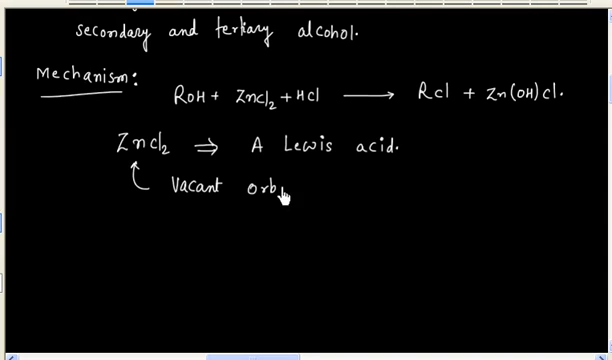 secondary and tertiary alcohol.
Mechanism:
ROH + ZnCl₂ + HCl ⟶ RCl + Zn(OH)Cl.
ZnCl₂ ⇒ A Lewis acid.
Vacant orb